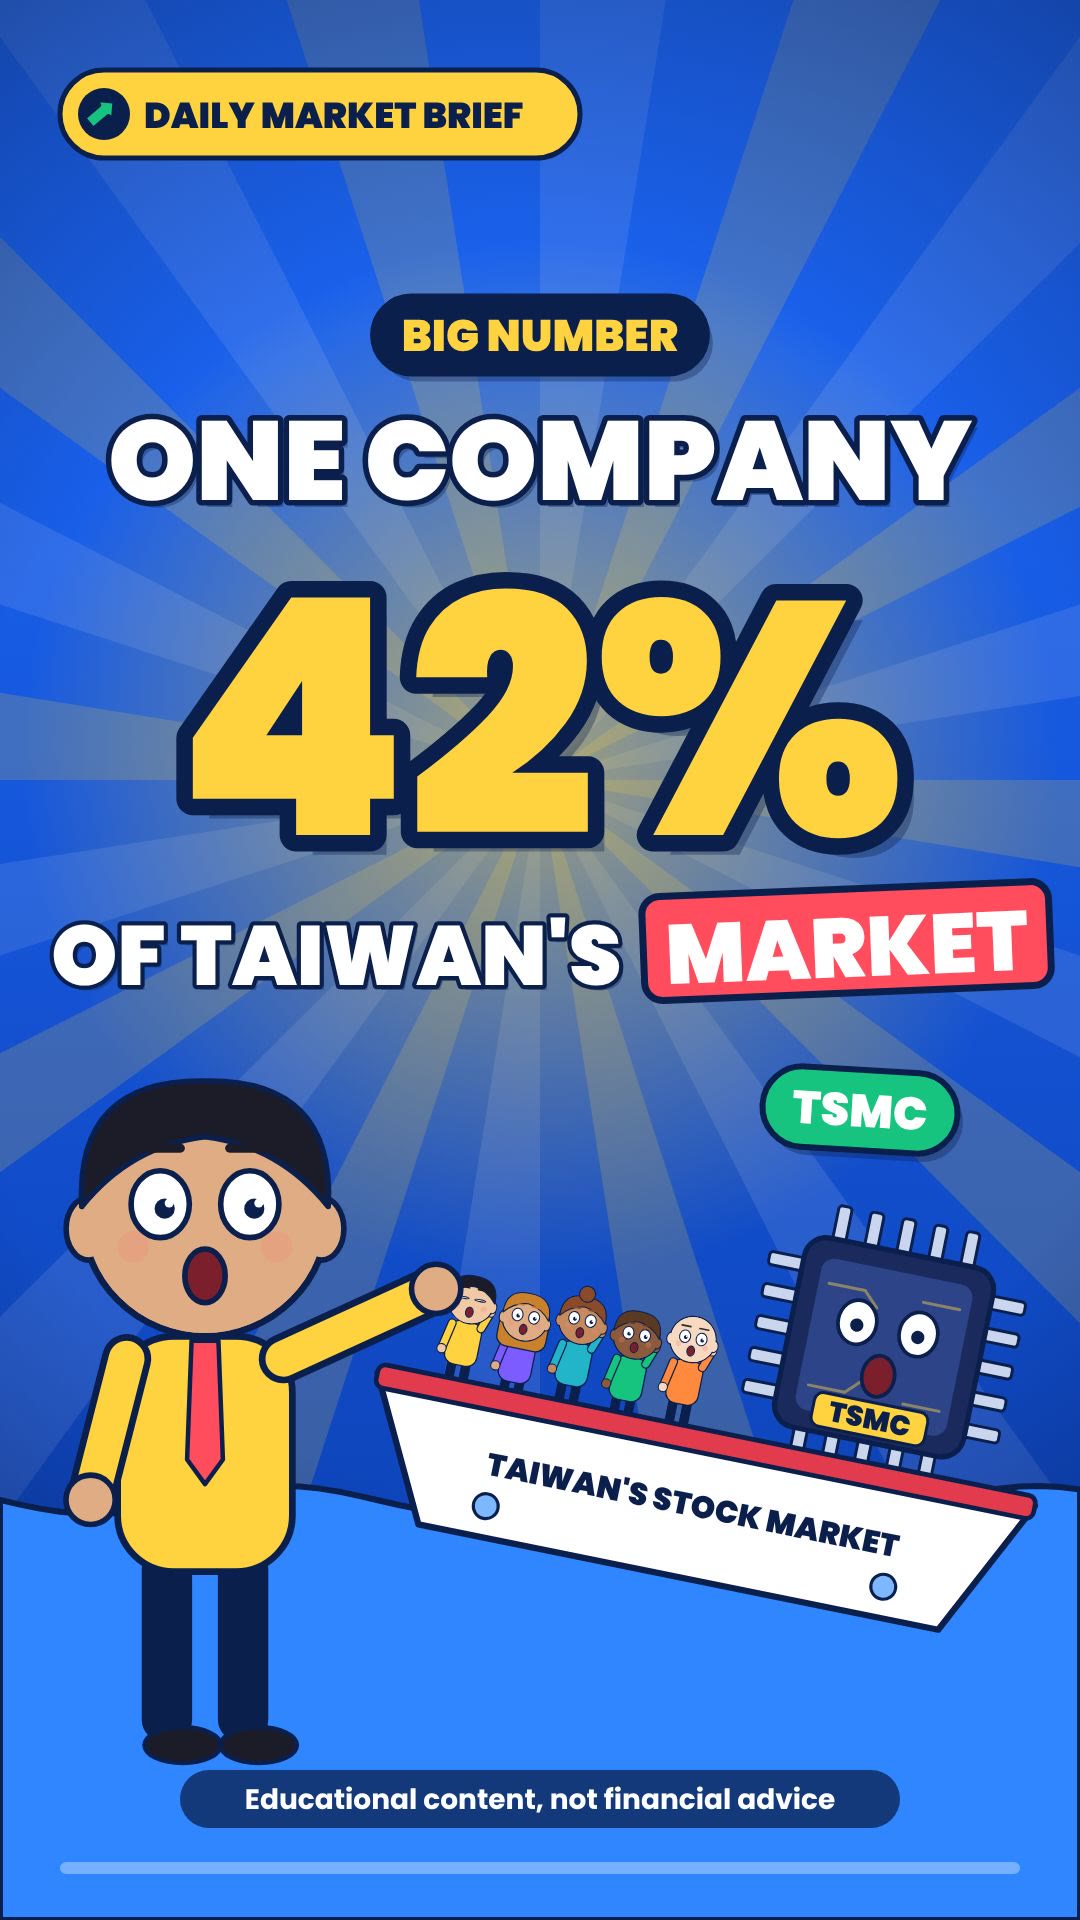 DAILY MARKET BRIEF
BIG NUMBER
ONE COMPANY
42%
OF TAIWAN'S MARKET
TSMC
TSMC
TAIWAN'S STOCK MARKET
Educational content, not financial advice